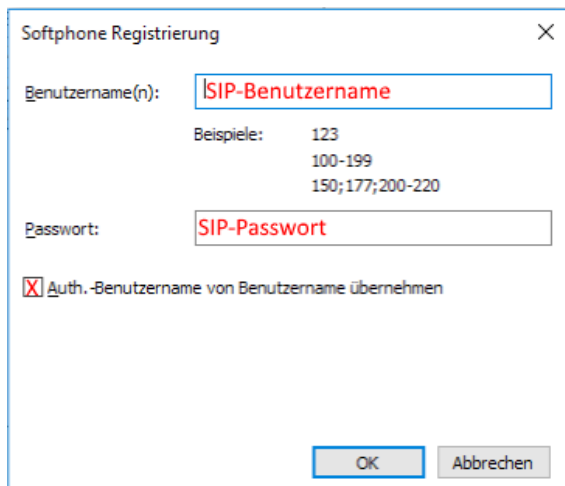 Softphone Registrierung
Benutzername(n): SIP-Benutzername
Beispiele: 123
100-199
150;177;200-220
Passwort: SIP-Passwort
X Auth.-Benutzername von Benutzername übernehmen
OK Abbrechen